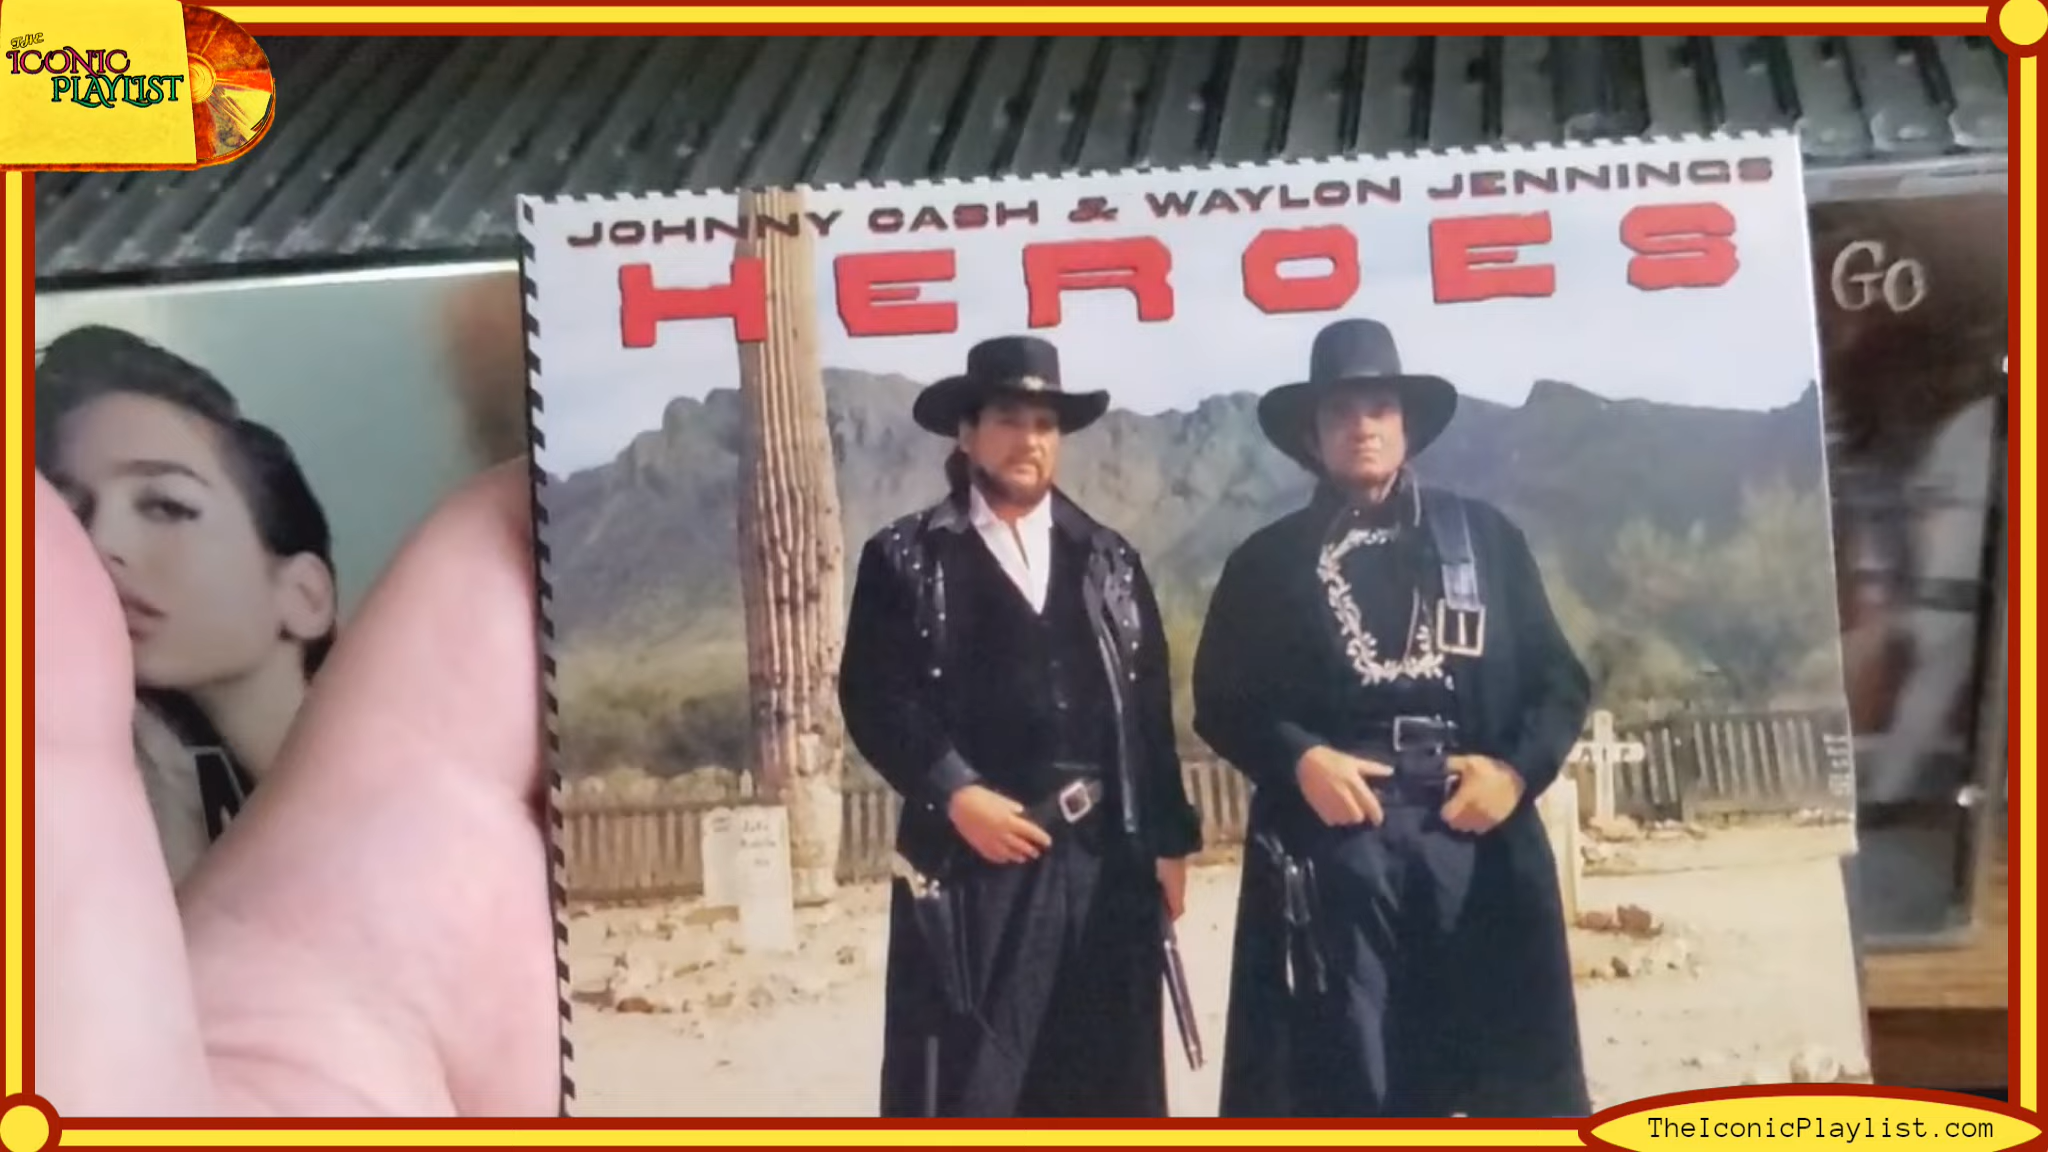 THE
ICONIC
PLAYLIST
JOHNNY CASH & WAYLON JENNINGS
HEROES
Go
TheIconicPlaylist.com